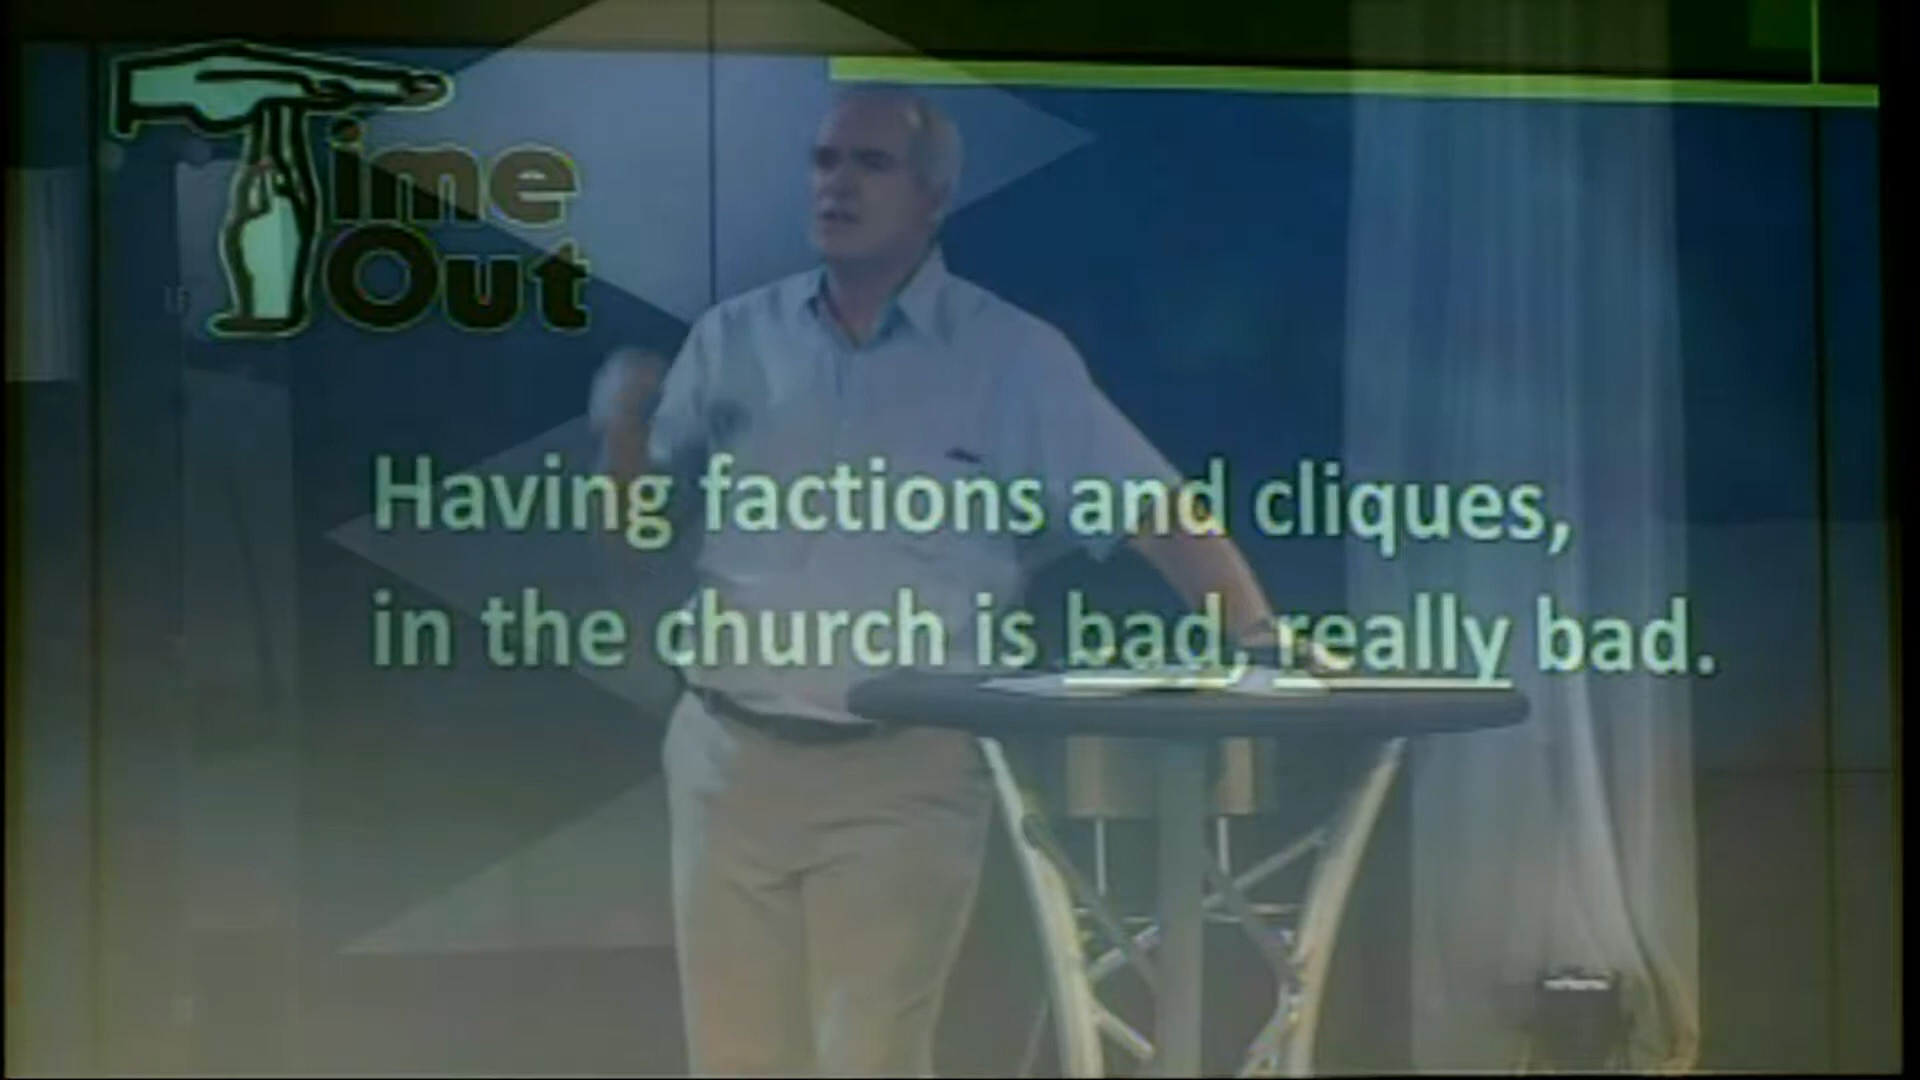 Time
Out
Having factions and cliques,
in the church is bad, really bad.